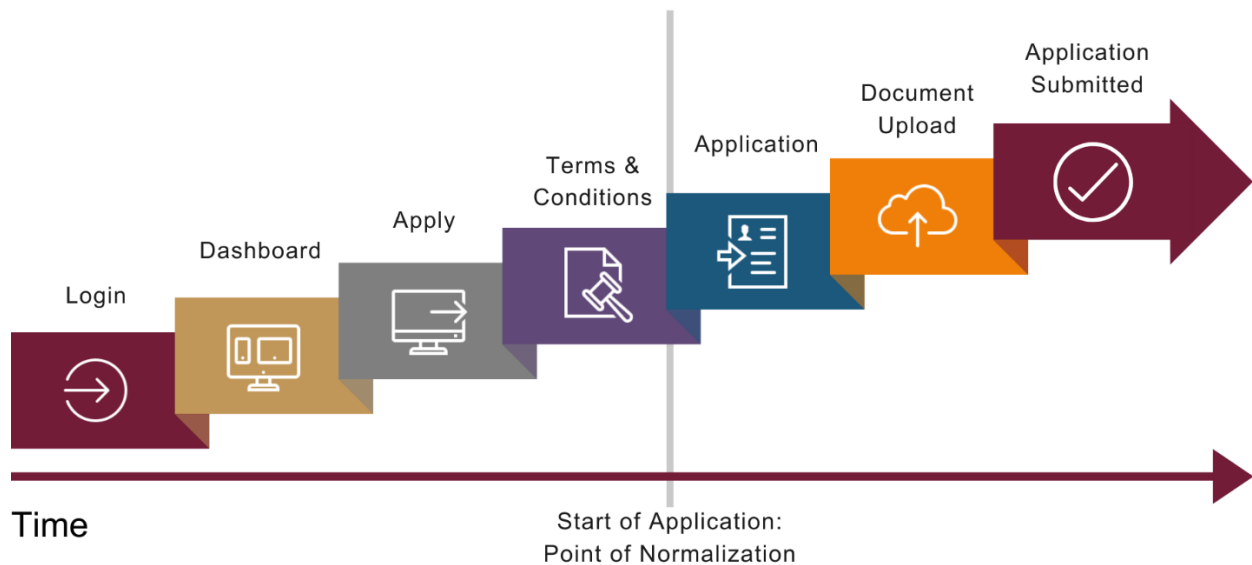 Application
Submitted
Document
Upload
Application
Terms &
Conditions
Apply
Dashboard
Login
Time
Start of Application:
Point of Normalization